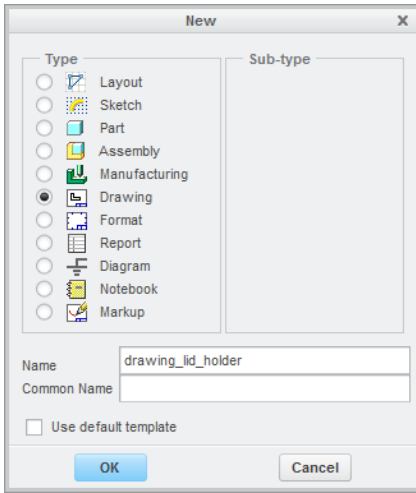 New
X
Type
Sub-type
Layout
Sketch
Part
Assembly
Manufacturing
Drawing
Format
Report
Diagram
Notebook
Markup
Name drawing_lid_holder
Common Name
Use default template
OK Cancel